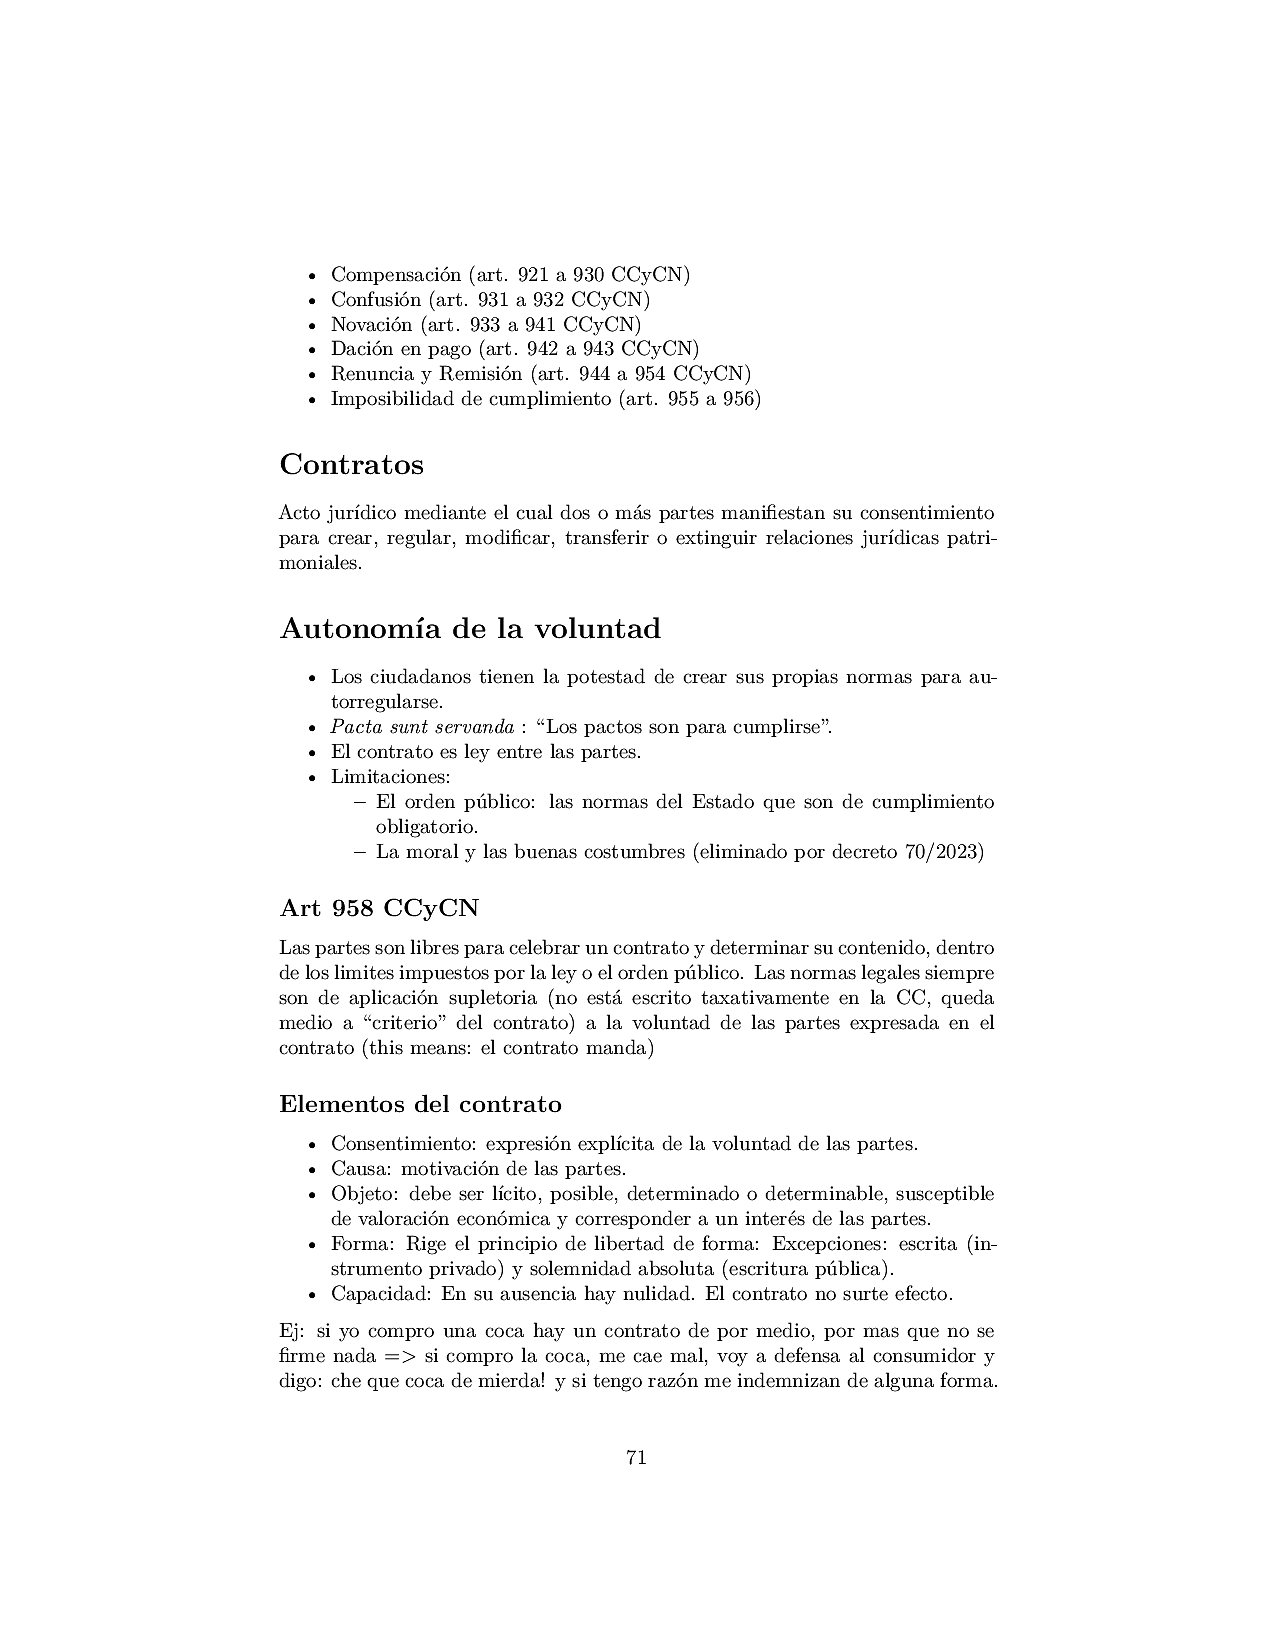 • Compensación (art. 921 a 930 CCyCN)
• Confusión (art. 931 a 932 CCyCN)
• Novación (art. 933 a 941 CCyCN)
• Dación en pago (art. 942 a 943 CCyCN)
• Renuncia y Remisión (art. 944 a 954 CCyCN)
• Imposibilidad de cumplimiento (art. 955 a 956)
Contratos
Acto jurídico mediante el cual dos o más partes manifiestan su consentimiento
para crear, regular, modificar, transferir o extinguir relaciones jurídicas patri-
moniales.
Autonomía de la voluntad
• Los ciudadanos tienen la potestad de crear sus propias normas para au-
torregularse.
• Pacta sunt servanda : “Los pactos son para cumplirse”.
• El contrato es ley entre las partes.
• Limitaciones:
– El orden público: las normas del Estado que son de cumplimiento
obligatorio.
– La moral y las buenas costumbres (eliminado por decreto 70/2023)
Art 958 CCyCN
Las partes son libres para celebrar un contrato y determinar su contenido, dentro
de los limites impuestos por la ley o el orden público. Las normas legales siempre
son de aplicación supletoria (no está escrito taxativamente en la CC, queda
medio a “criterio” del contrato) a la voluntad de las partes expresada en el
contrato (this means: el contrato manda)
Elementos del contrato
• Consentimiento: expresión explícita de la voluntad de las partes.
• Causa: motivación de las partes.
• Objeto: debe ser lícito, posible, determinado o determinable, susceptible
de valoración económica y corresponder a un interés de las partes.
• Forma: Rige el principio de libertad de forma: Excepciones: escrita (in-
strumento privado) y solemnidad absoluta (escritura pública).
• Capacidad: En su ausencia hay nulidad. El contrato no surte efecto.
Ej: si yo compro una coca hay un contrato de por medio, por mas que no se
firme nada => si compro la coca, me cae mal, voy a defensa al consumidor y
digo: che que coca de mierda! y si tengo razón me indemnizan de alguna forma.
71